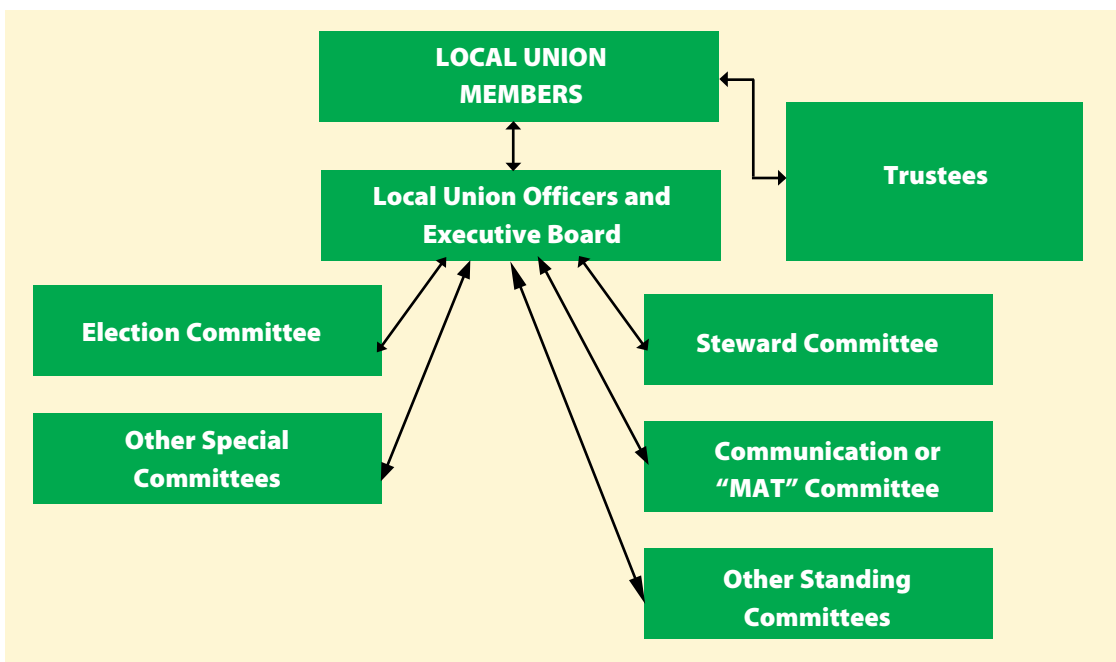 LOCAL UNION
MEMBERS
Trustees
Local Union Officers and
Executive Board
Election Committee
Steward Committee
Other Special
Committees
Communication or
“MAT” Committee
Other Standing
Committees